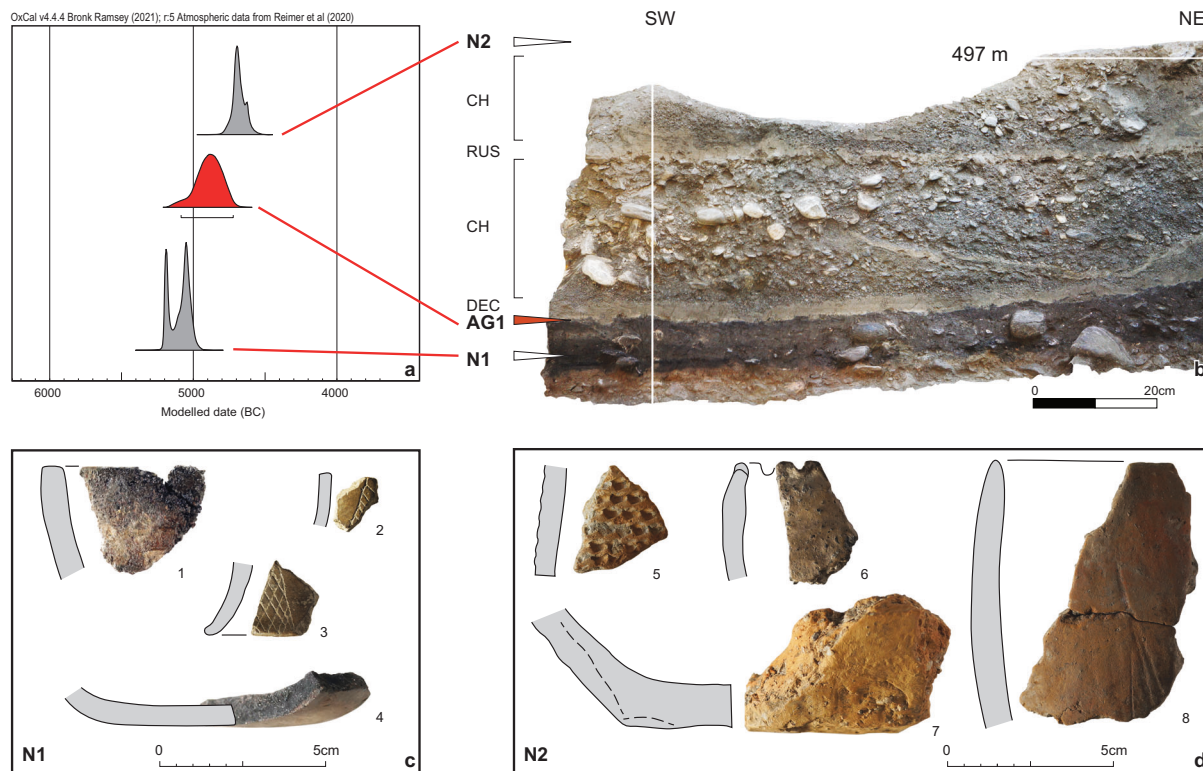 OxCal v4.4.4 Bronk Ramsey (2021); r:5 Atmospheric data from Reimer et al (2020)
a
6000 5000 4000
Modelled date (BC)
SW NE
N2
497 m
CH
RUS
CH
DEC
AG1
N1
b
0 20cm
1
2
3
4
N1
0 5cm
c
5
6
7
8
N2
0 5cm
d